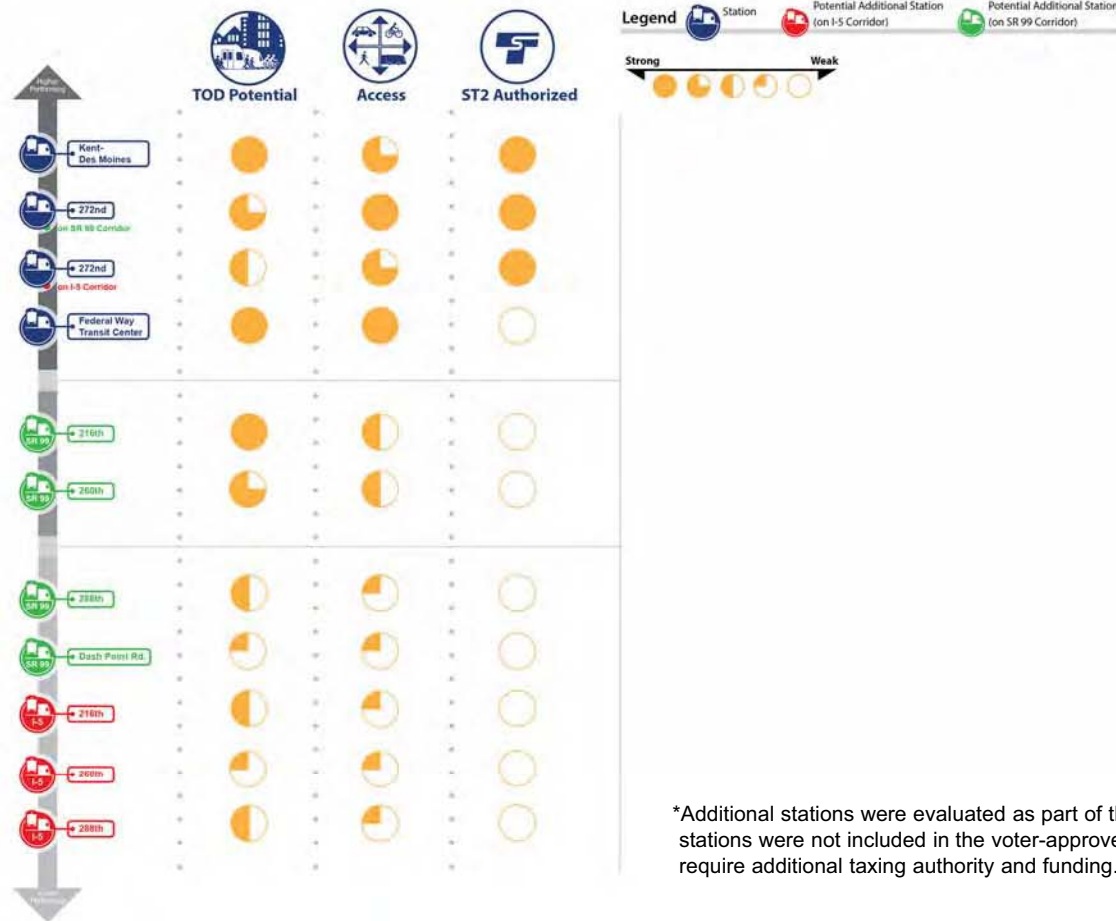 Legend
Station
Potential Additional Station
(on I-5 Corridor)
Potential Additional Station
(on SR 99 Corridor)
Strong Weak
Higher
Performing
TOD Potential Access ST2 Authorized
Kent-
Des Moines
272nd
on SR 99 Corridor
272nd
on I-5 Corridor
Federal Way
Transit Center
SR 99 216th
SR 99 260th
SR 99 288th
SR 99 Dash Point Rd.
I-5 216th
I-5 260th
I-5 288th
Performing
*Additional stations were evaluated as part of
stations were not included in the
require additional taxing authority and funding.